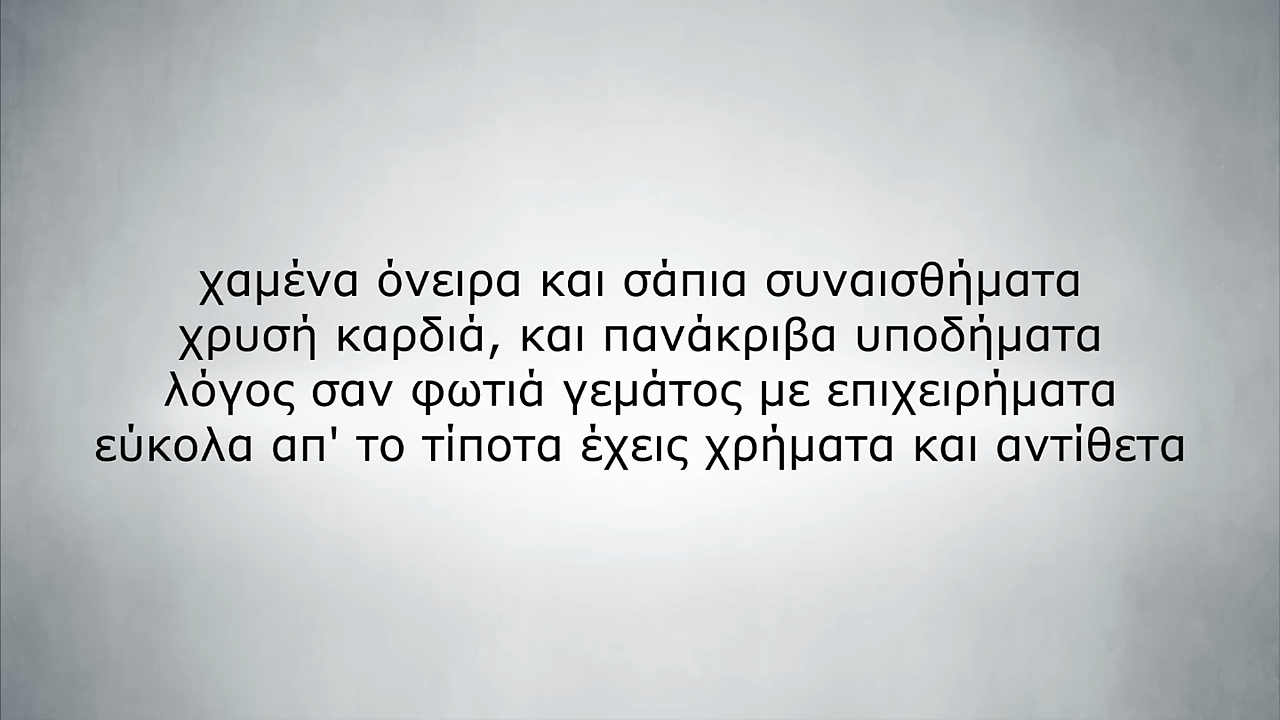 χαμένα όνειρα και σάπια συναισθήματα
χρυσή καρδιά, και πανάκριβα υποδήματα
λόγος σαν φωτιά γεμάτος με επιχειρήματα
εύκολα απ' το τίποτα έχεις χρήματα και αντίθετα